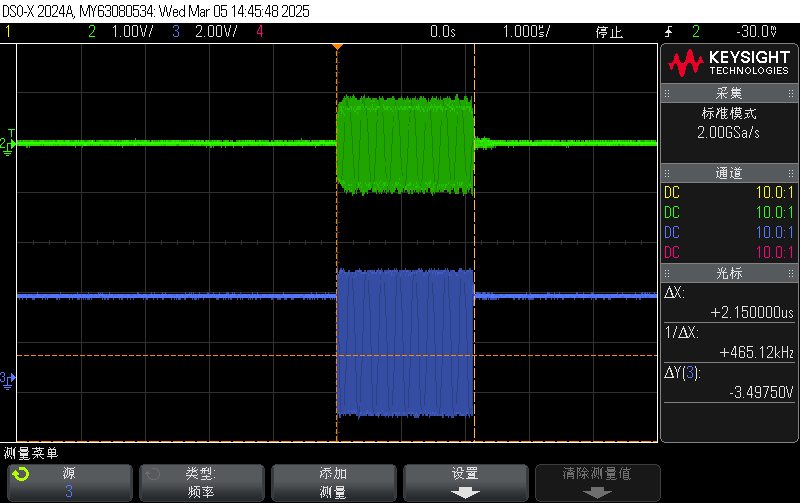 DSO-X 2024A, MY63080534: Wed Mar 05 14:45:48 2025
1 2 1.00V/ 3 2.00V/ 4 0.0s 1.000us/ 停止 2 -30.0mV
KEYSIGHT
TECHNOLOGIES
采集
标准模式
2.00GSa/s
通道
DC 10.0:1
DC 10.0:1
DC 10.0:1
DC 10.0:1
光标
ΔX:
+2.150000us
1/ΔX:
+465.12kHz
ΔY(3):
-3.49750V
T
2
3
测量菜单
源
3
类型:
频率
添加
测量
设置
清除测量值